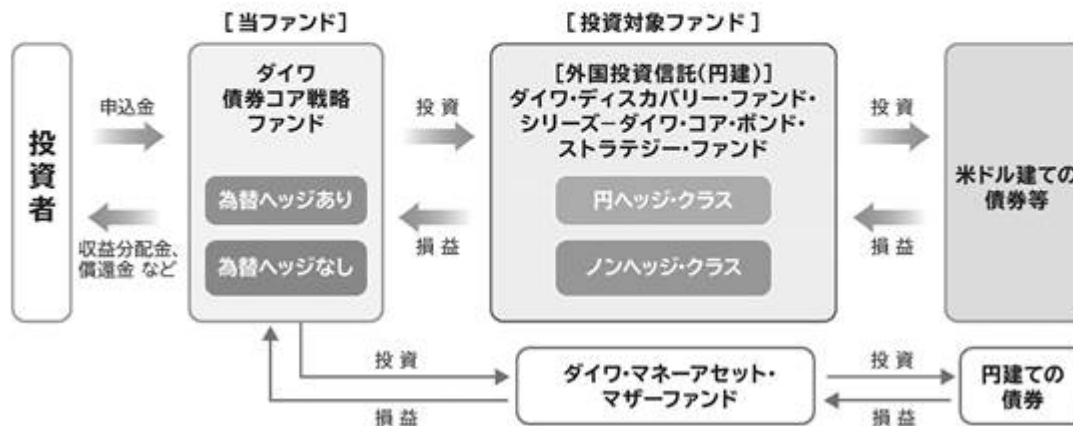 [当ファンド]
[投資対象ファンド]
投資者
申込金
収益分配金、
償還金 など
ダイワ
債券コア戦略
ファンド
為替ヘッジあり
為替ヘッジなし
投資
損益
[外国投資信託(円建)]
ダイワ・ディスカバリー・ファンド・
シリーズ－ダイワ・コア・ボンド・
ストラテジー・ファンド
円ヘッジ・クラス
ノンヘッジ・クラス
投資
損益
米ドル建ての
債券等
投資
損益
ダイワ・マネーアセット・
マザーファンド
投資
損益
円建ての
債券